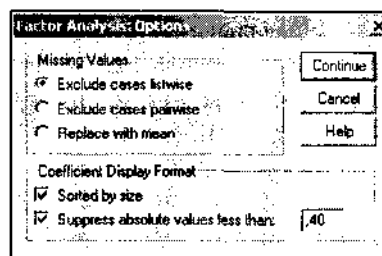 Factor Analysis: Options
Missing Values
Exclude cases listwise
Exclude cases pairwise
Replace with mean
Continue
Cancel
Help
Coefficient Display Format
Sorted by size
Suppress absolute values less than: ,40